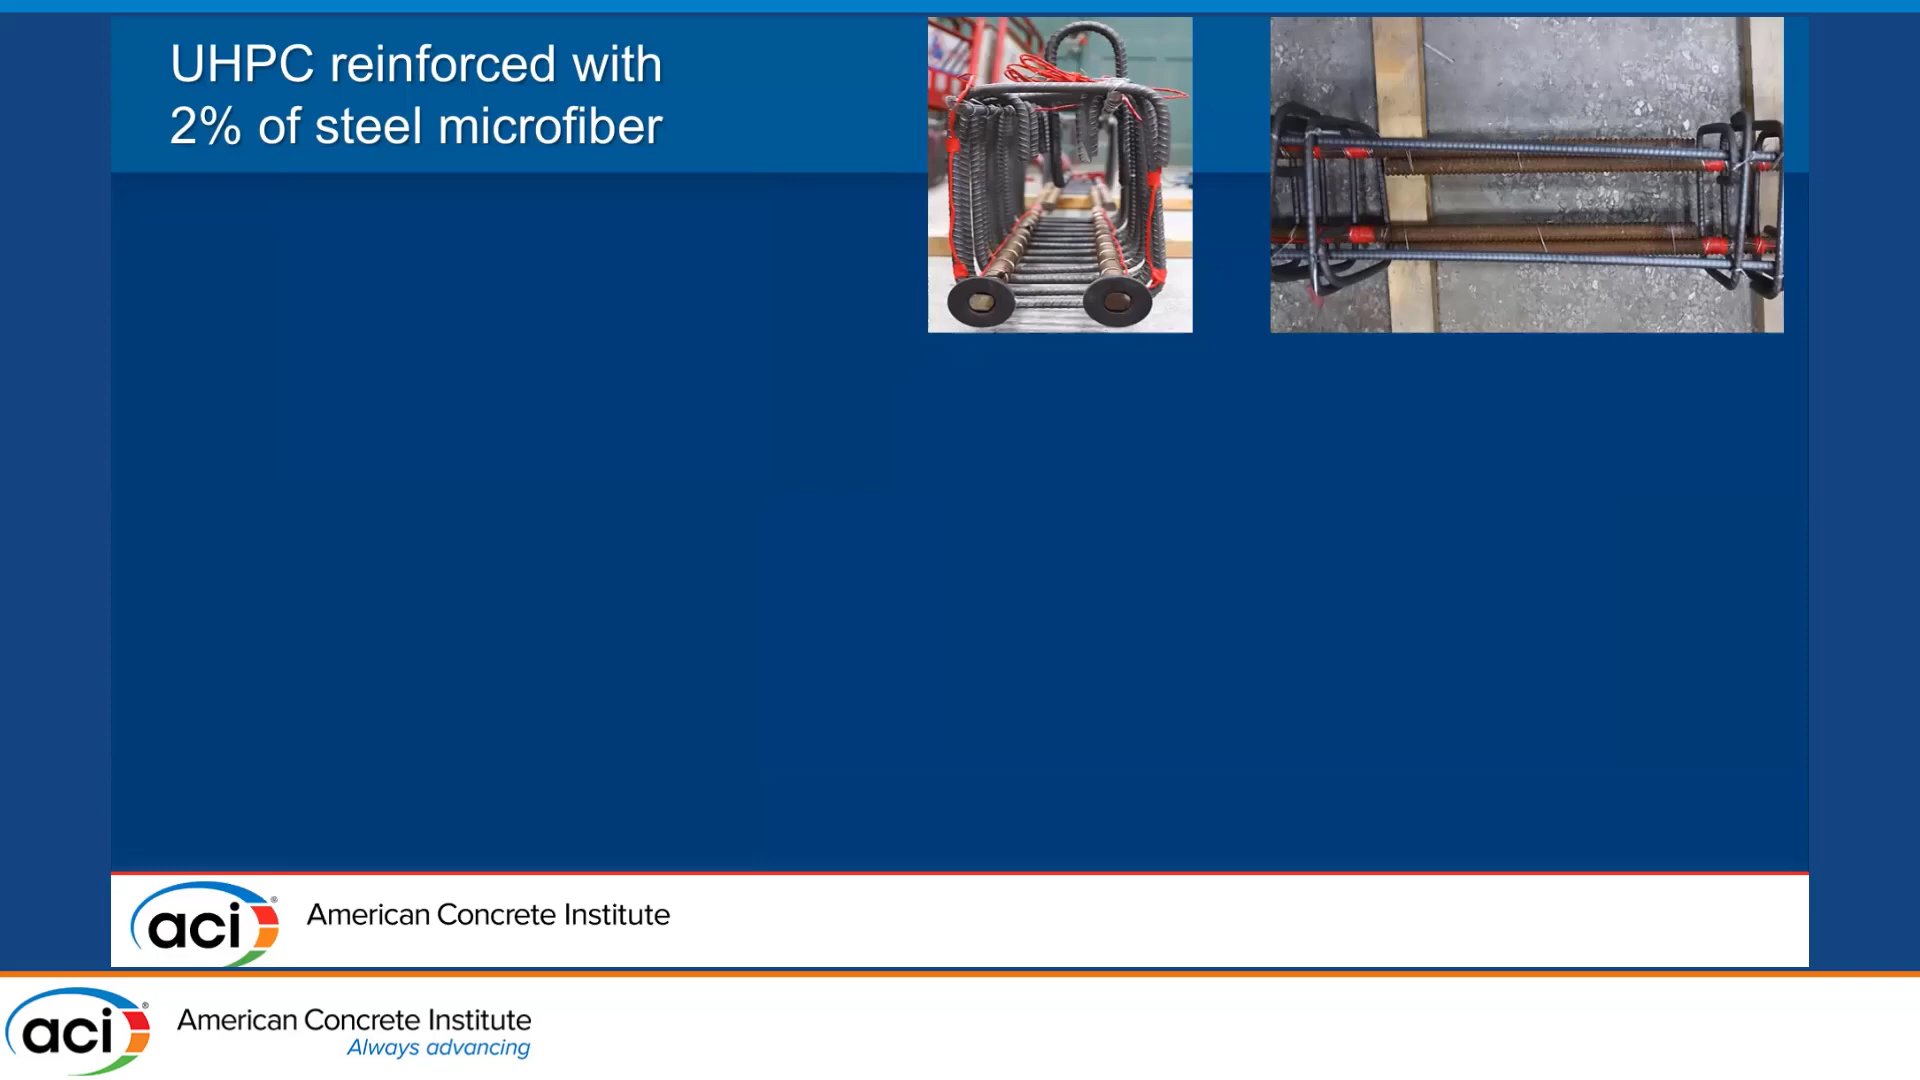 UHPC reinforced with
2% of steel microfiber
aci®
American Concrete Institute
aci®
American Concrete Institute
Always advancing